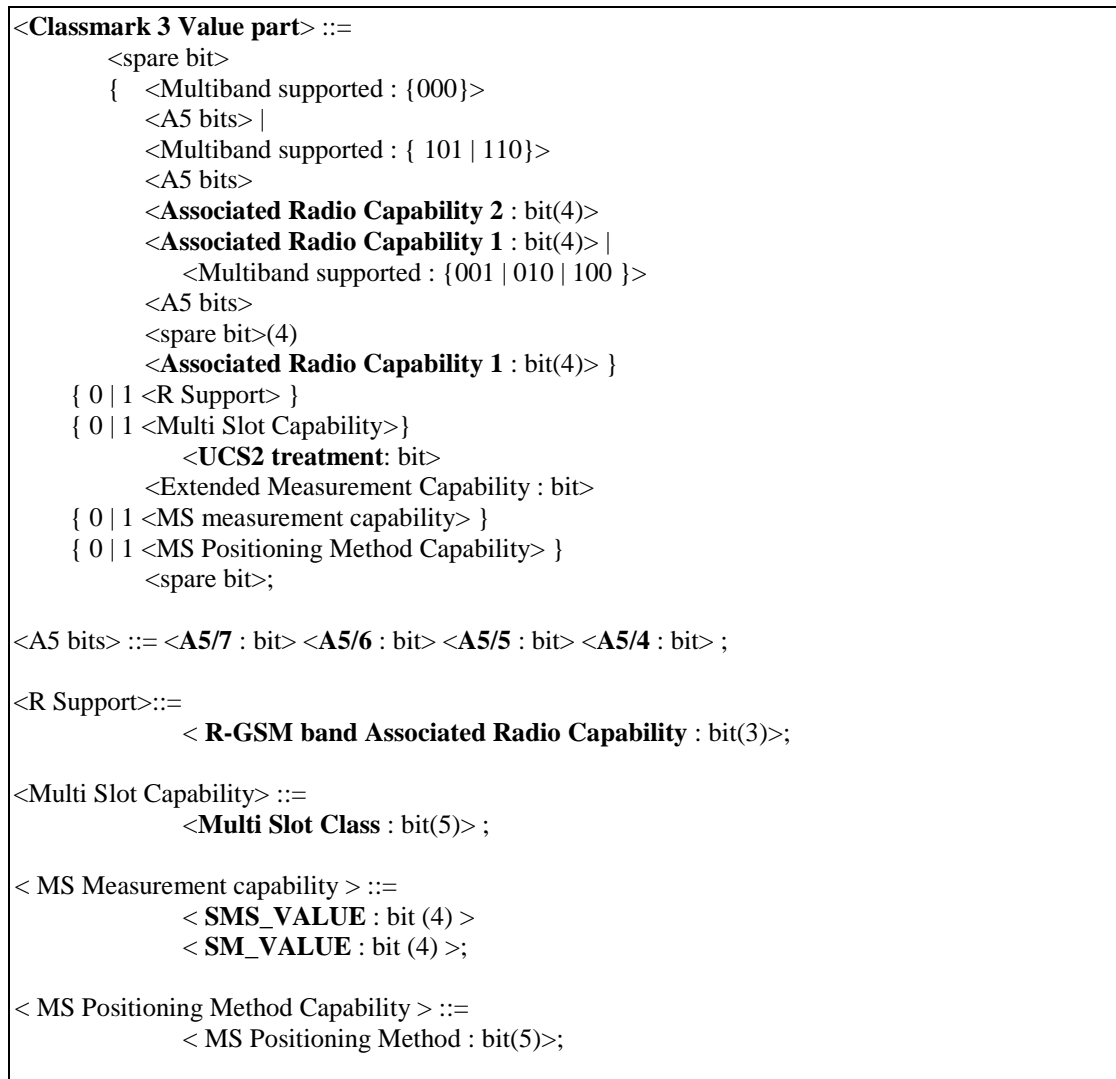 <Classmark 3 Value part> ::=
<spare bit>
{ <Multiband supported : {000}>
<A5 bits> |
<Multiband supported : { 101 | 110}>
<A5 bits>
<Associated Radio Capability 2 : bit(4)>
<Associated Radio Capability 1 : bit(4)> |
<Multiband supported : {001 | 010 | 100 }>
<A5 bits>
<spare bit>(4)
<Associated Radio Capability 1 : bit(4)> }
{ 0 | 1 <R Support> }
{ 0 | 1 <Multi Slot Capability>}
<UCS2 treatment: bit>
<Extended Measurement Capability : bit>
{ 0 | 1 <MS measurement capability> }
{ 0 | 1 <MS Positioning Method Capability> }
<spare bit>;
<A5 bits> ::= <A5/7 : bit> <A5/6 : bit> <A5/5 : bit> <A5/4 : bit> ;
<R Support>::=
< R-GSM band Associated Radio Capability : bit(3)>;
<Multi Slot Capability> ::=
<Multi Slot Class : bit(5)> ;
< MS Measurement capability > ::=
< SMS_VALUE : bit (4) >
< SM_VALUE : bit (4) >;
< MS Positioning Method Capability > ::=
< MS Positioning Method : bit(5)>;